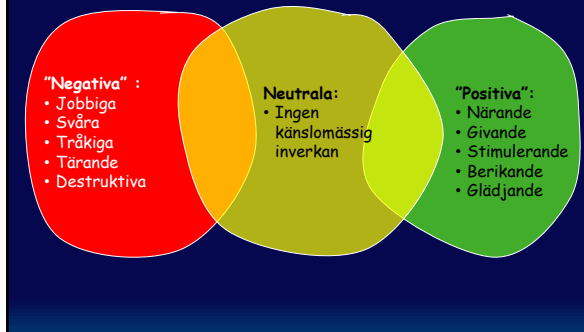 ”Negativa” :
• Jobbiga
• Svåra
• Tråkiga
• Tärande
• Destruktiva
Neutrala:
• Ingen
känslomässig
inverkan
”Positiva”:
• Närande
• Givande
• Stimulerande
• Berikande
• Glädjande